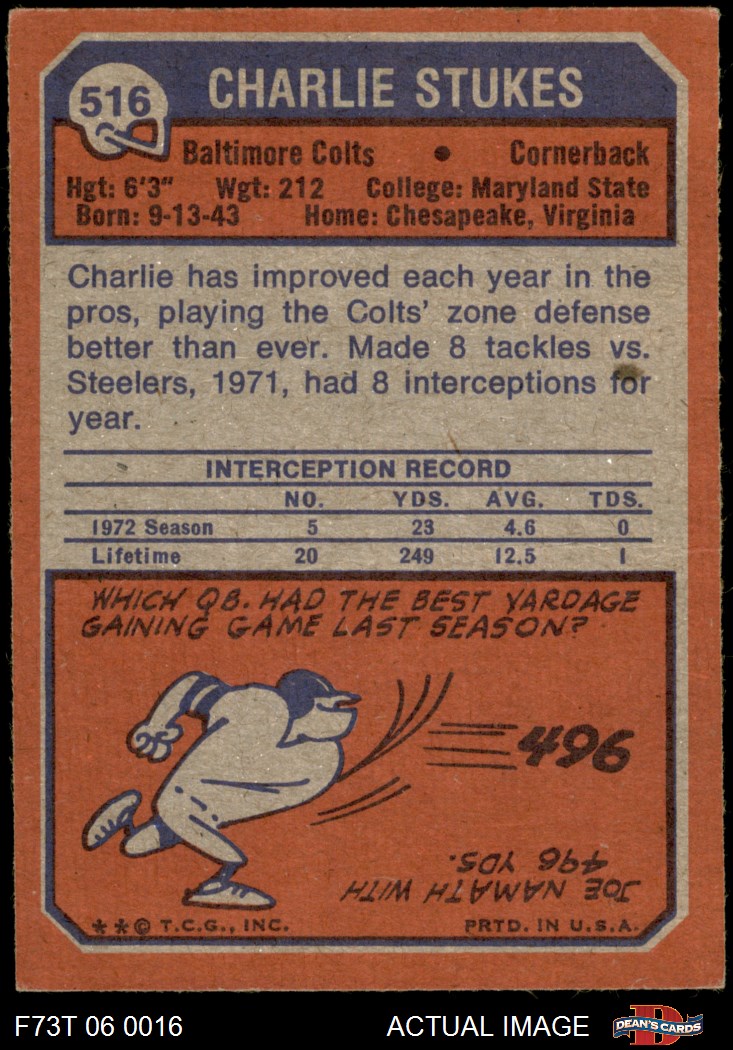 516
CHARLIE STUKES
Baltimore Colts • Cornerback
Hgt: 6'3" Wgt: 212 College: Maryland State
Born: 9-13-43 Home: Chesapeake, Virginia
Charlie has improved each year in the
pros, playing the Colts' zone defense
better than ever. Made 8 tackles vs.
Steelers, 1971, had 8 interceptions for
year.
INTERCEPTION RECORD
NO. YDS. AVG. TDS.
1972 Season 5 23 4.6 0
Lifetime 20 249 12.5 1
WHICH QB. HAD THE BEST YARDAGE
GAINING GAME LAST SEASON?
496
JOE NAMATH WITH
496 YDS.
**© T.C.G., INC. PRTD. IN U.S.A.
F73T 06 0016 ACTUAL IMAGE
D
DEAN'S CARDS